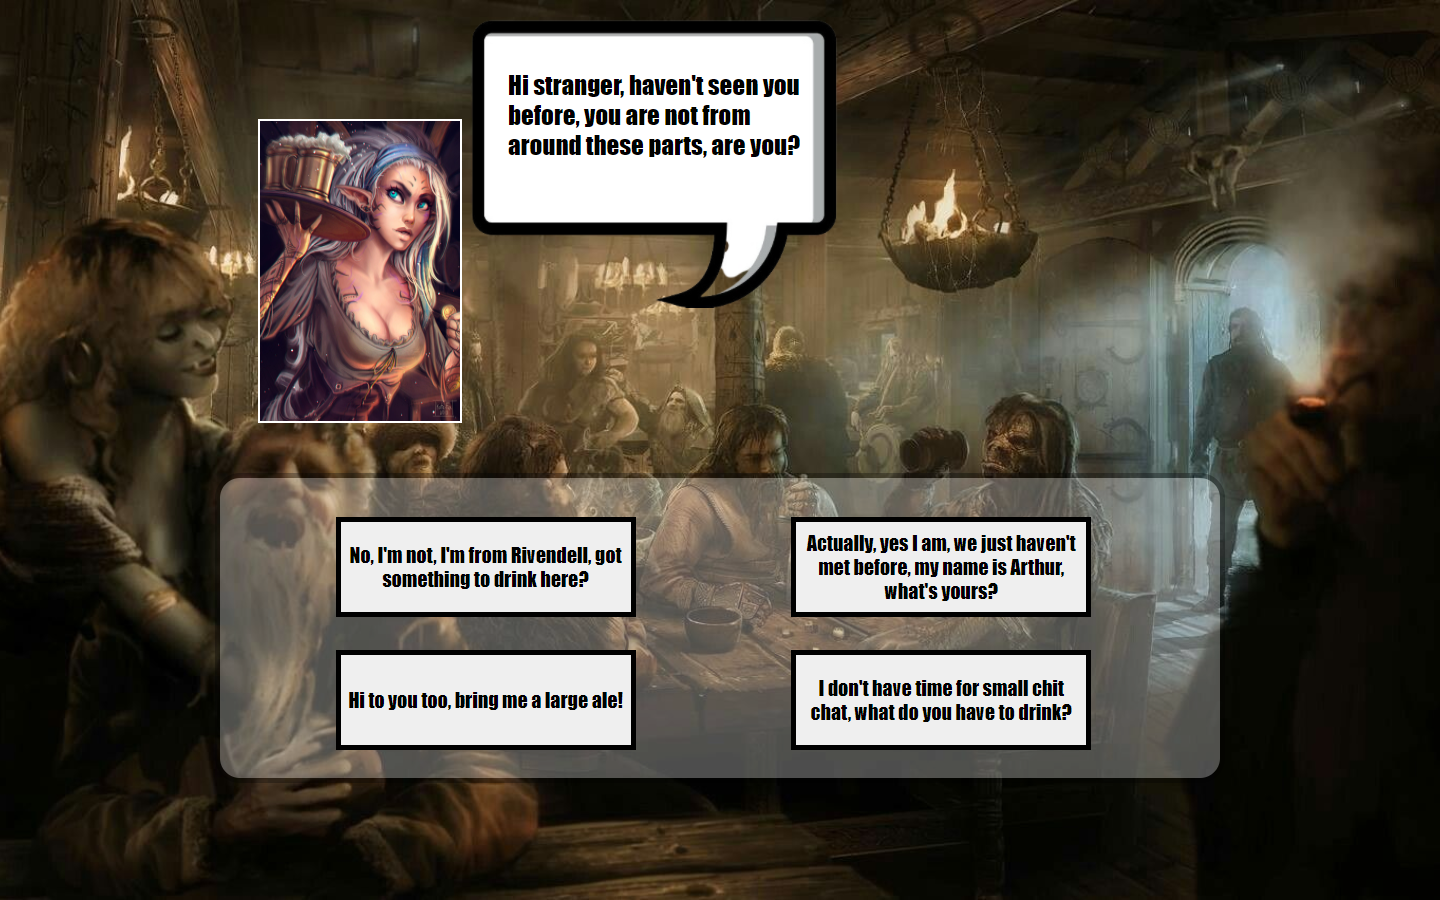 Hi stranger, haven't seen you
before, you are not from
around these parts, are you?
No, I'm not, I'm from Rivendell, got
something to drink here?
Actually, yes I am, we just haven't
met before, my name is Arthur,
what's yours?
Hi to you too, bring me a large ale!
I don't have time for small chit
chat, what do you have to drink?